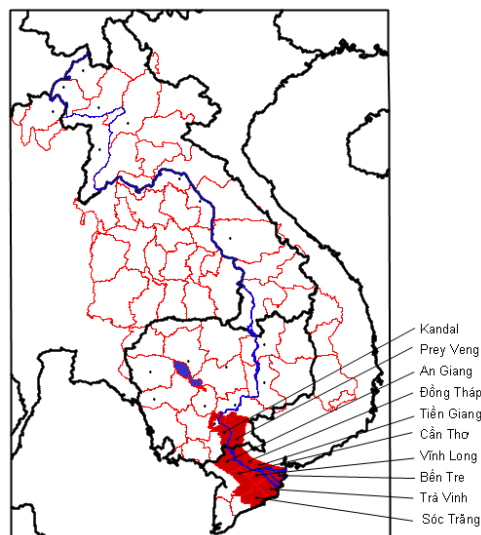 Kandal
Prey Veng
An Giang
Đồng Tháp
Tiền Giang
Cần Thơ
Vĩnh Long
Bến Tre
Trà Vinh
Sóc Trăng